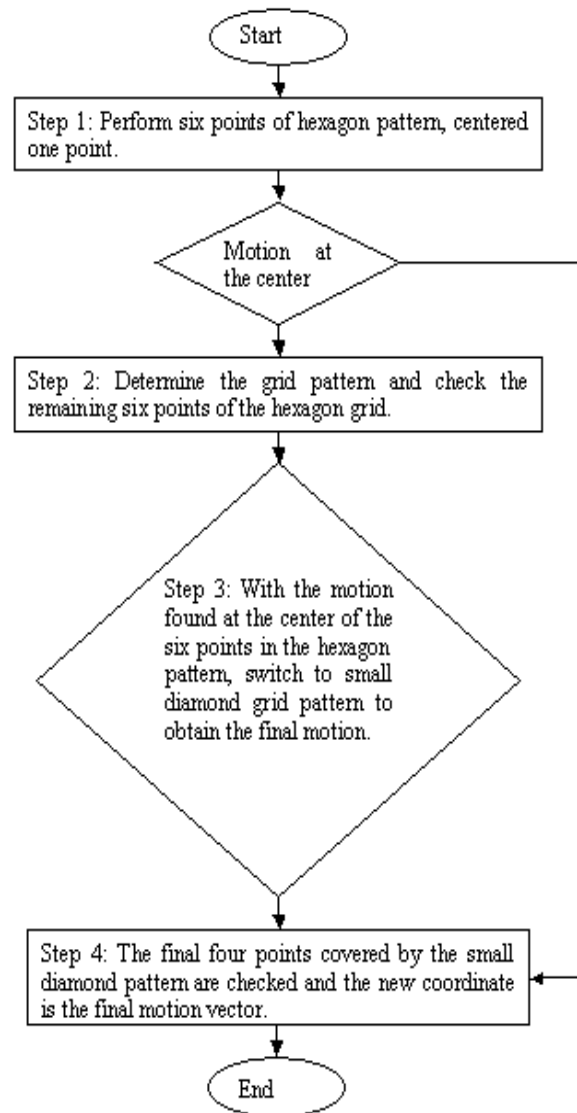 Start
Step 1: Perform six points of hexagon pattern, centered
one point.
Motion at
the center
Step 2: Determine the grid pattern and check the
remaining six points of the hexagon grid.
Step 3: With the motion
found at the center of the
six points in the hexagon
pattern, switch to small
diamond grid pattern to
obtain the final motion.
Step 4: The final four points covered by the small
diamond pattern are checked and the new coordinate
is the final motion vector.
End